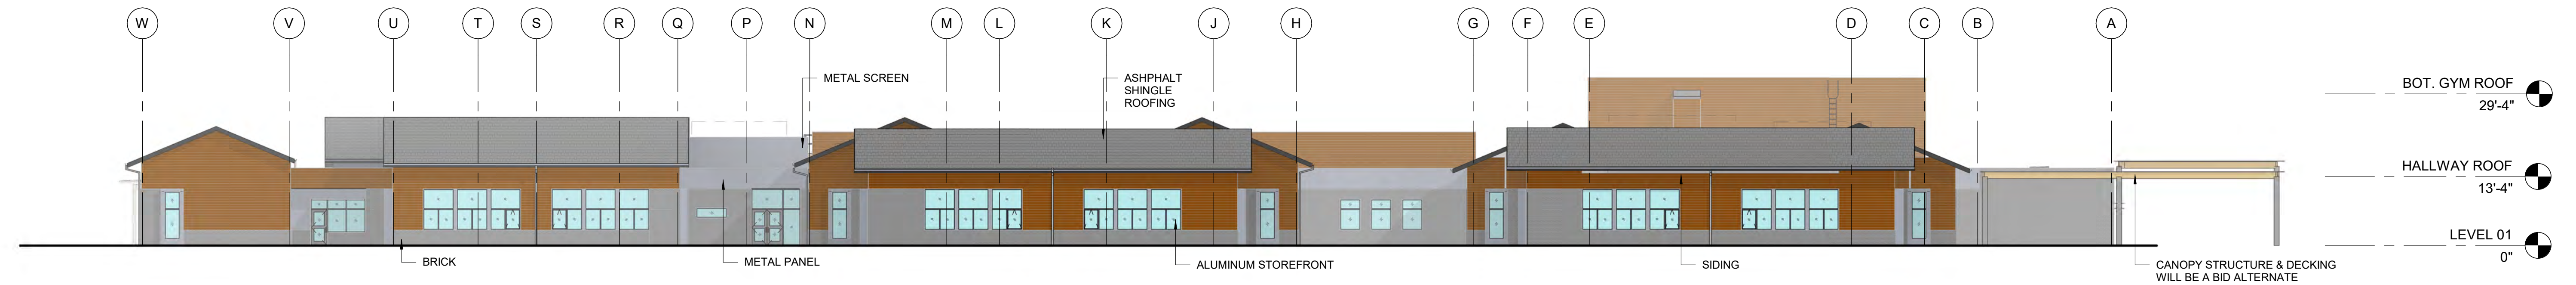 W V U T S R Q P N M L K J H G F E D C B A
METAL SCREEN
ASHPHALT
SHINGLE
ROOFING
BOT. GYM ROOF
29'-4"
HALLWAY ROOF
13'-4"
LEVEL 01
0"
BRICK
METAL PANEL
ALUMINUM STOREFRONT
SIDING
CANOPY STRUCTURE & DECKING
WILL BE A BID ALTERNATE